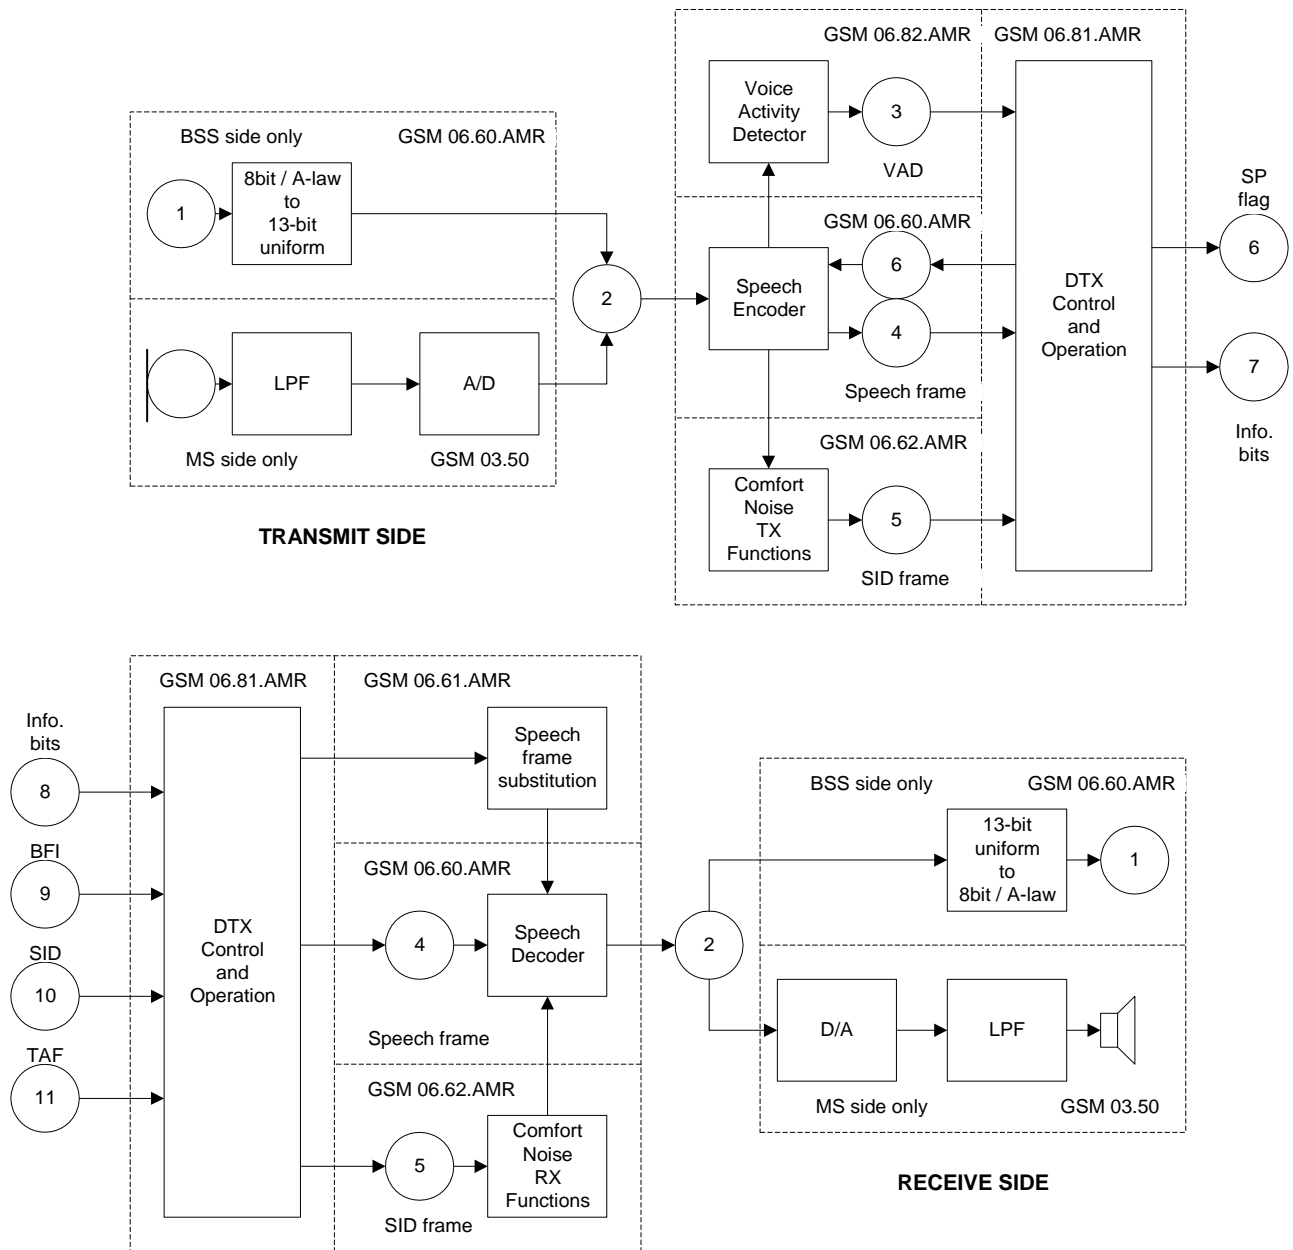 GSM 06.82.AMR
GSM 06.81.AMR
Voice
Activity
Detector
3
VAD
BSS side only
GSM 06.60.AMR
1
8bit / A-law
to
13-bit
uniform
2
LPF
A/D
MS side only
GSM 03.50
TRANSMIT SIDE
GSM 06.60.AMR
Speech
Encoder
6
4
Speech frame
GSM 06.62.AMR
Comfort
Noise
TX
Functions
5
SID frame
DTX
Control
and
Operation
SP
flag
6
7
Info.
bits
GSM 06.81.AMR
GSM 06.61.AMR
Info.
bits
8
BFI
9
SID
10
TAF
11
DTX
Control
and
Operation
Speech
frame
substitution
GSM 06.60.AMR
4
Speech
Decoder
Speech frame
GSM 06.62.AMR
5
Comfort
Noise
RX
Functions
SID frame
2
BSS side only
GSM 06.60.AMR
13-bit
uniform
to
8bit / A-law
1
D/A
LPF
MS side only
GSM 03.50
RECEIVE SIDE